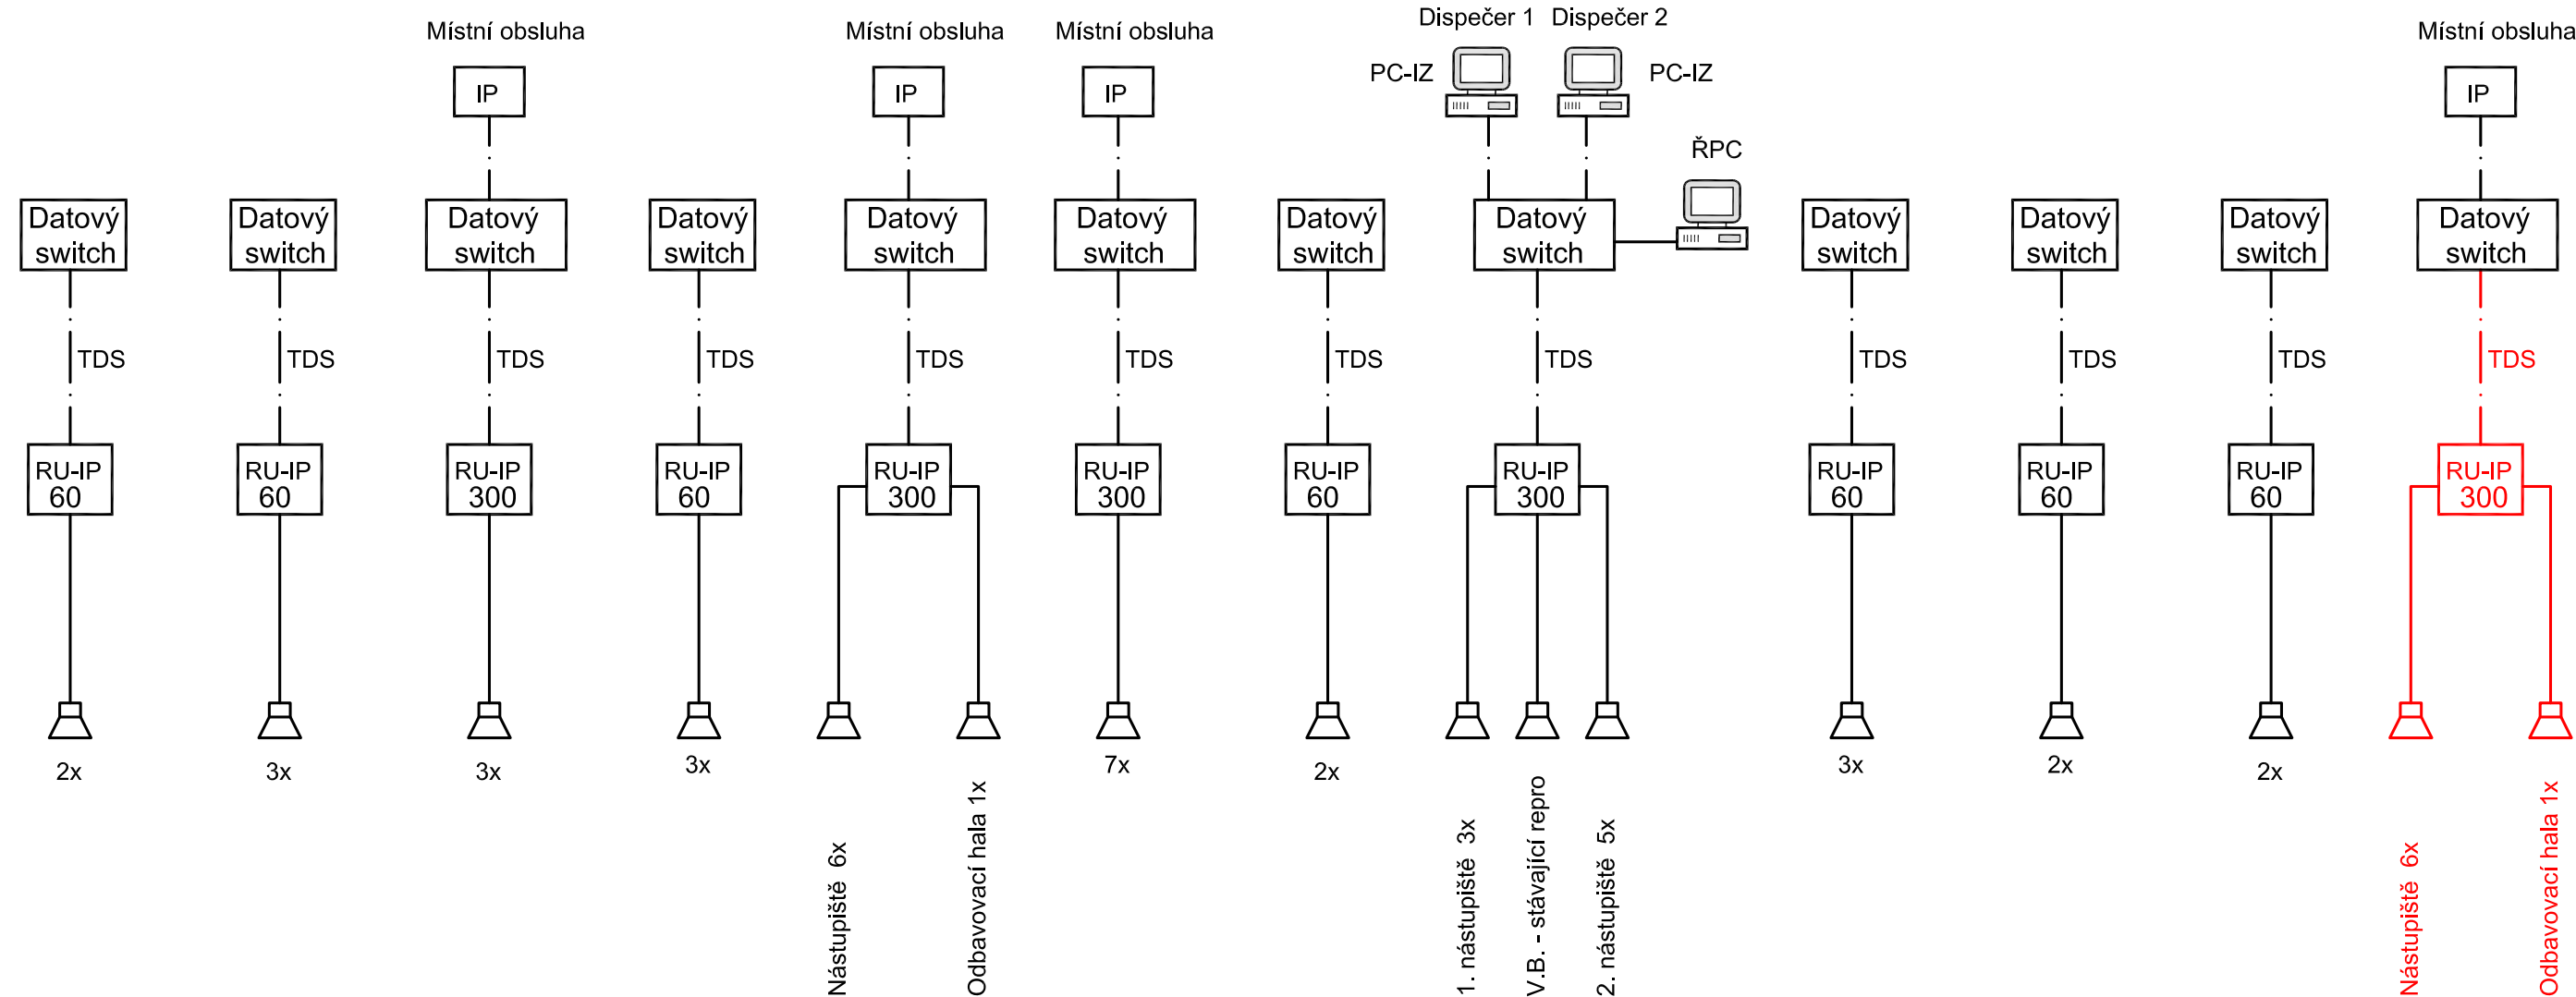 Dispečer 1 Dispečer 2
Místní obsluha
Místní obsluha
Místní obsluha
Místní obsluha
PC-IZ
PC-IZ
IP
IP
IP
IP
ŘPC
Datový
switch
Datový
switch
Datový
switch
Datový
switch
Datový
switch
Datový
switch
Datový
switch
Datový
switch
Datový
switch
Datový
switch
Datový
switch
Datový
switch
TDS
TDS
TDS
TDS
TDS
TDS
TDS
TDS
TDS
TDS
TDS
TDS
RU-IP
60
RU-IP
60
RU-IP
300
RU-IP
60
RU-IP
300
RU-IP
300
RU-IP
60
RU-IP
300
RU-IP
60
RU-IP
60
RU-IP
60
RU-IP
300
2x
3x
3x
3x
Nástupiště 6x
Odbavovací hala 1x
7x
2x
1. nástupiště 3x
V.B. - stávající repro
2. nástupiště 5x
3x
2x
2x
Nástupiště 6x
Odbavovací hala 1x